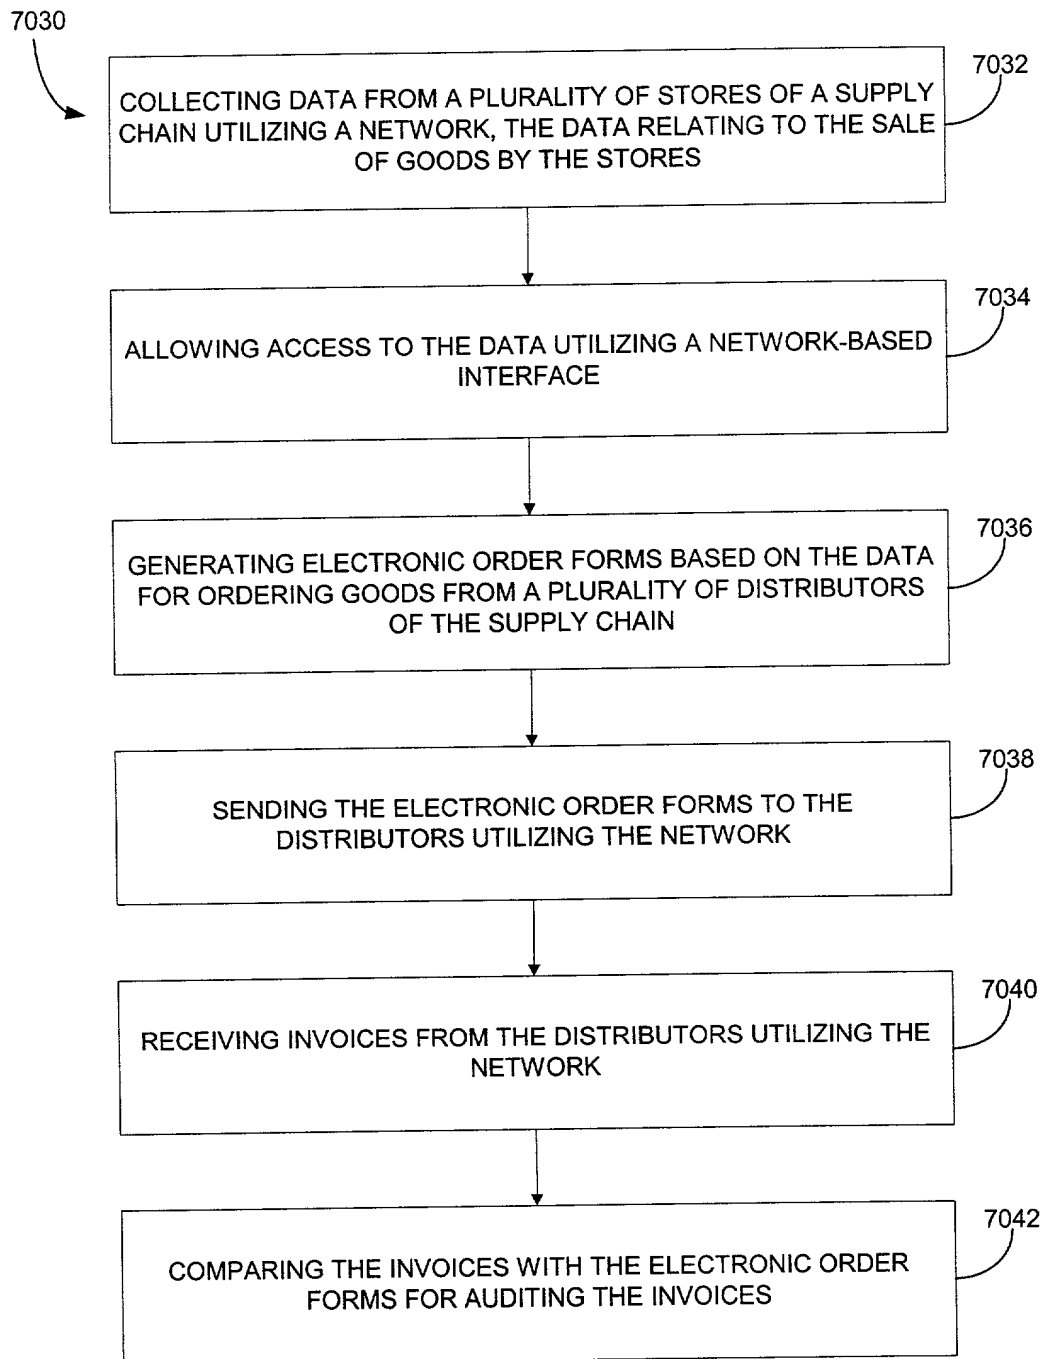 7030
7032
COLLECTING DATA FROM A PLURALITY OF STORES OF A SUPPLY
CHAIN UTILIZING A NETWORK, THE DATA RELATING TO THE SALE
OF GOODS BY THE STORES
7034
ALLOWING ACCESS TO THE DATA UTILIZING A NETWORK-BASED
INTERFACE
7036
GENERATING ELECTRONIC ORDER FORMS BASED ON THE DATA
FOR ORDERING GOODS FROM A PLURALITY OF DISTRIBUTORS
OF THE SUPPLY CHAIN
7038
SENDING THE ELECTRONIC ORDER FORMS TO THE
DISTRIBUTORS UTILIZING THE NETWORK
7040
RECEIVING INVOICES FROM THE DISTRIBUTORS UTILIZING THE
NETWORK
7042
COMPARING THE INVOICES WITH THE ELECTRONIC ORDER
FORMS FOR AUDITING THE INVOICES